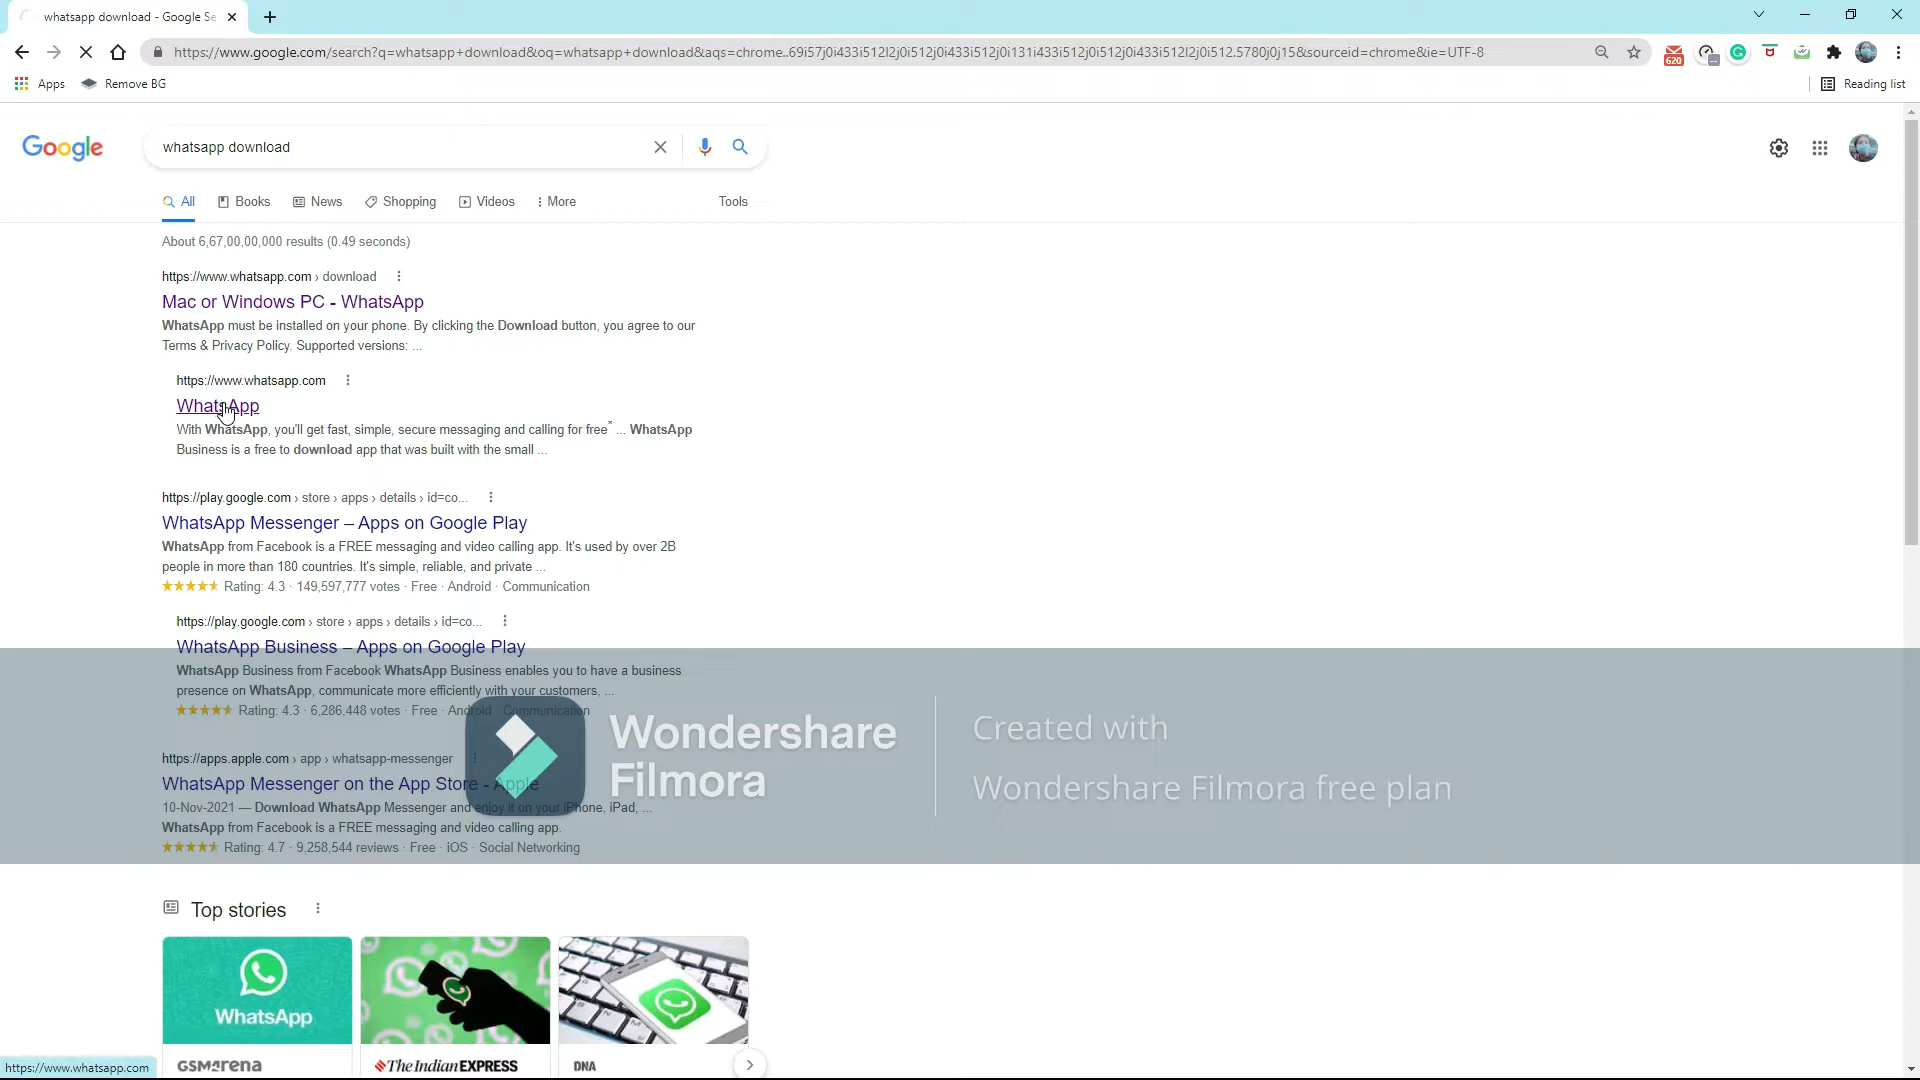 whatsapp download - Google Se
https://www.google.com/search?q=whatsapp+download&oq=whatsapp+download&aqs=chrome..69i57j0i433i512l2j0i512j0i433i512j0i131i433i512j0i512j0i433i512l2j0i512.5780j0j15&sourceid=chrome&ie=UTF-8
620
Apps Remove BG
Reading list
Google
whatsapp download
All Books News Shopping Videos More Tools
About 6,67,00,00,000 results (0.49 seconds)
https://www.whatsapp.com › download
Mac or Windows PC - WhatsApp
WhatsApp must be installed on your phone. By clicking the Download button, you agree to our
Terms & Privacy Policy. Supported versions: ...
https://www.whatsapp.com
WhatsApp
With WhatsApp, you'll get fast, simple, secure messaging and calling for free* ... WhatsApp
Business is a free to download app that was built with the small ...
https://play.google.com › store › apps › details › id=co...
WhatsApp Messenger – Apps on Google Play
WhatsApp from Facebook is a FREE messaging and video calling app. It's used by over 2B
people in more than 180 countries. It's simple, reliable, and private ...
Rating: 4.3 · 149,597,777 votes · Free · Android · Communication
https://play.google.com › store › apps › details › id=co...
WhatsApp Business – Apps on Google Play
WhatsApp Business from Facebook WhatsApp Business enables you to have a business
presence on WhatsApp, communicate more efficiently with your customers, ...
Rating: 4.3 · 6,286,448 votes · Free · Android · Communication
https://apps.apple.com › app › whatsapp-messenger
WhatsApp Messenger on the App Store - Apple
10-Nov-2021 — Download WhatsApp Messenger and enjoy it on your iPhone, iPad, ...
WhatsApp from Facebook is a FREE messaging and video calling app.
Rating: 4.7 · 9,258,544 reviews · Free · iOS · Social Networking
Wondershare
Filmora
Created with
Wondershare Filmora free plan
Top stories
WhatsApp
GSMarena The Indian EXPRESS DNA
https://www.whatsapp.com